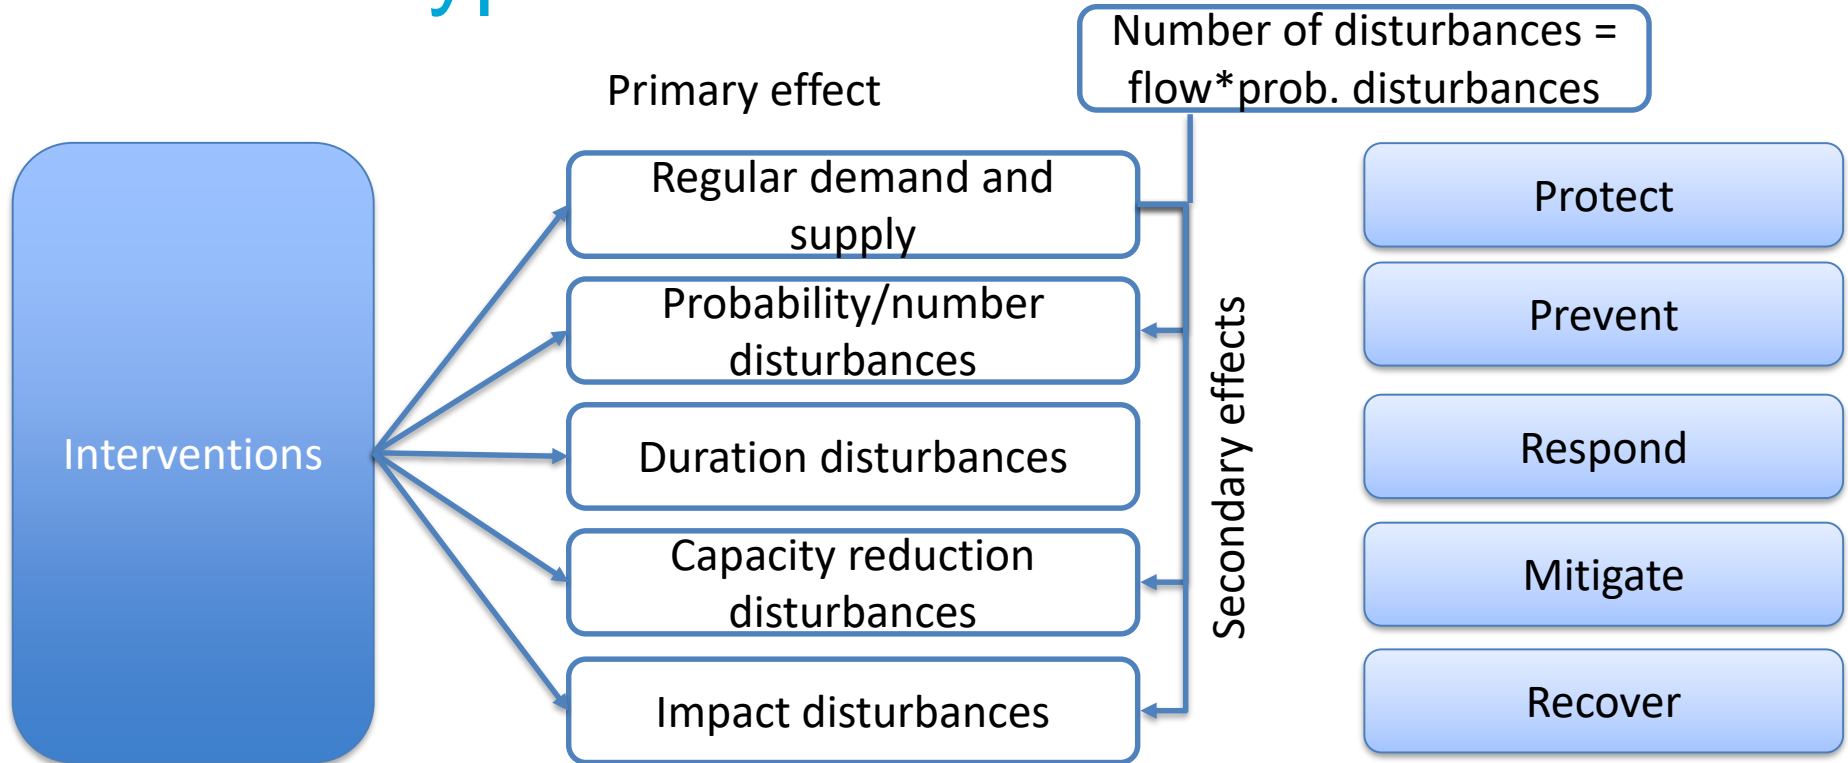 Number of disturbances =
flow*prob. disturbances
Primary effect
Interventions
Regular demand and
supply
Probability/number
disturbances
Duration disturbances
Capacity reduction
disturbances
Impact disturbances
Secondary effects
Protect
Prevent
Respond
Mitigate
Recover